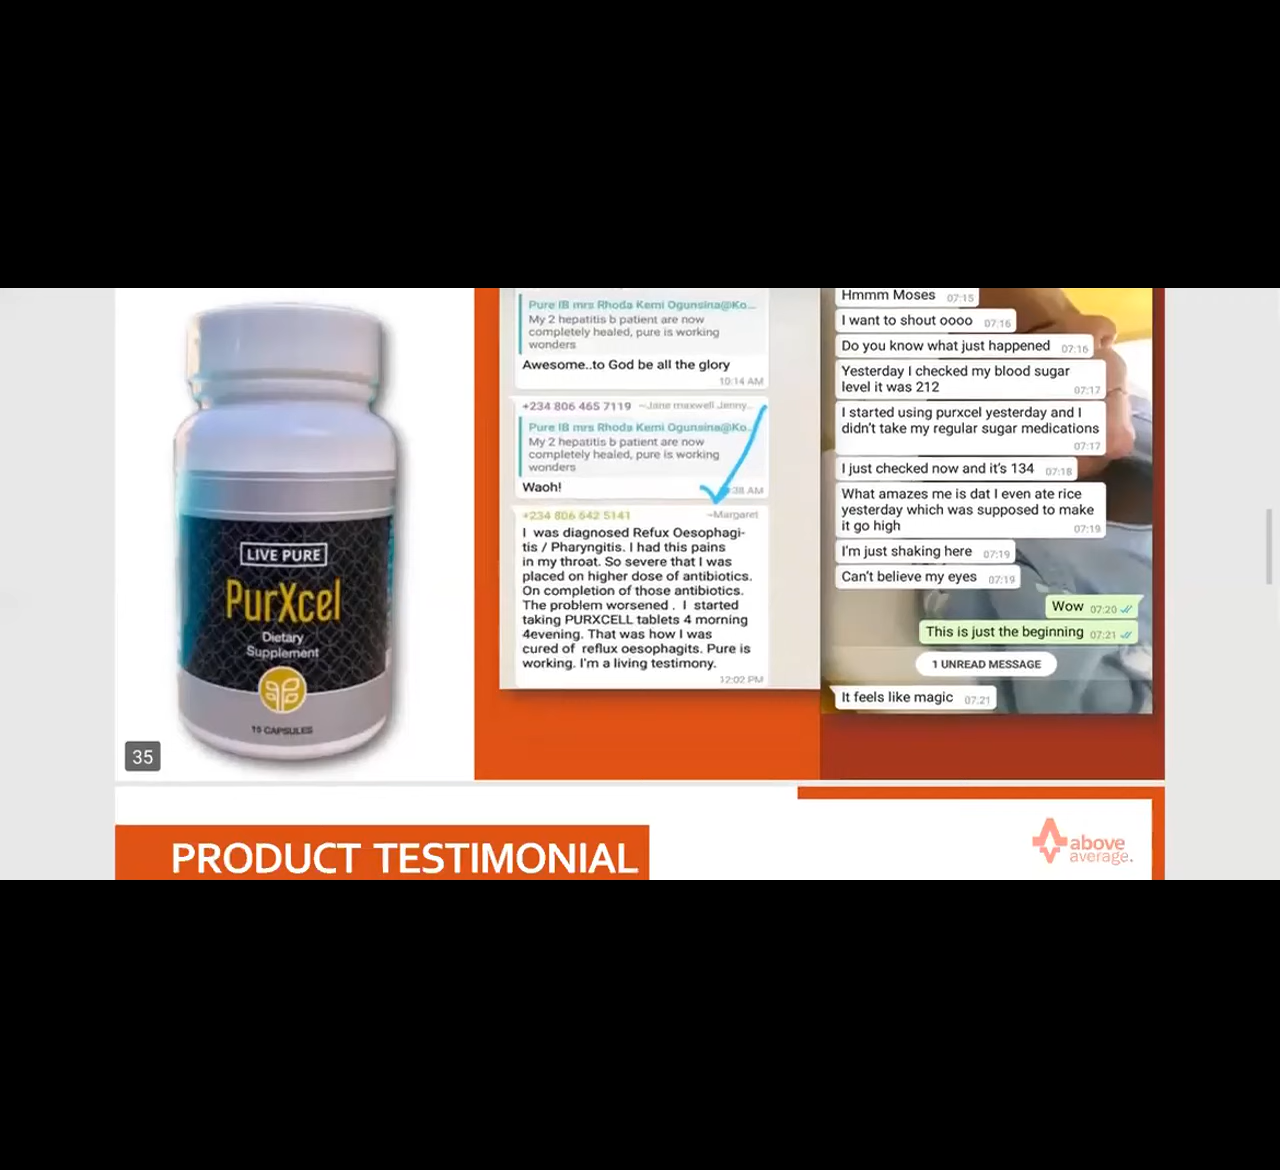 LIVE PURE
PurXcel
Dietary
Supplement
10 CAPSULES
35
Pure IB mrs Rhoda Kemi Ogunsina@Ko...
My 2 hepatitis b patient are now
completely healed, pure is working
wonders
Awesome..to God be all the glory
10:14 AM
+234 806 465 7119 ~Jane maxwell Jenny...
Pure IB mrs Rhoda Kemi Ogunsina@Ko...
My 2 hepatitis b patient are now
completely healed, pure is working
wonders
Waoh!
:38 AM
+234 806 642 5141 ~Margaret
I was diagnosed Refux Oesophagi-
tis / Pharyngitis. I had this pains
in my throat. So severe that I was
placed on higher dose of antibiotics.
On completion of those antibiotics.
The problem worsened . I started
taking PURXCELL tablets 4 morning
4evening. That was how I was
cured of reflux oesophagits. Pure is
working. I'm a living testimony.
12:02 PM
Hmmm Moses 07:15
I want to shout oooo 07:16
Do you know what just happened 07:16
Yesterday I checked my blood sugar
level it was 212 07:17
I started using purxcel yesterday and I
didn't take my regular sugar medications
07:17
I just checked now and it's 134 07:18
What amazes me is dat I even ate rice
yesterday which was supposed to make
it go high 07:19
I'm just shaking here 07:19
Can't believe my eyes 07:19
Wow 07:20
This is just the beginning 07:21
1 UNREAD MESSAGE
It feels like magic 07:21
PRODUCT TESTIMONIAL
above
average.